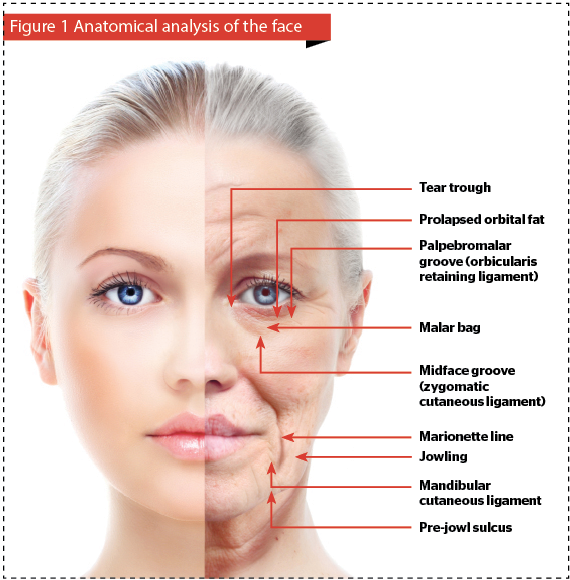 Figure 1 Anatomical analysis of the face
Tear trough
Prolapsed orbital fat
Palpebromalar
groove (orbicularis
retaining ligament)
Malar bag
Midface groove
(zygomatic
cutaneous ligament)
Marionette line
Jowling
Mandibular
cutaneous ligament
Pre-jowl sulcus